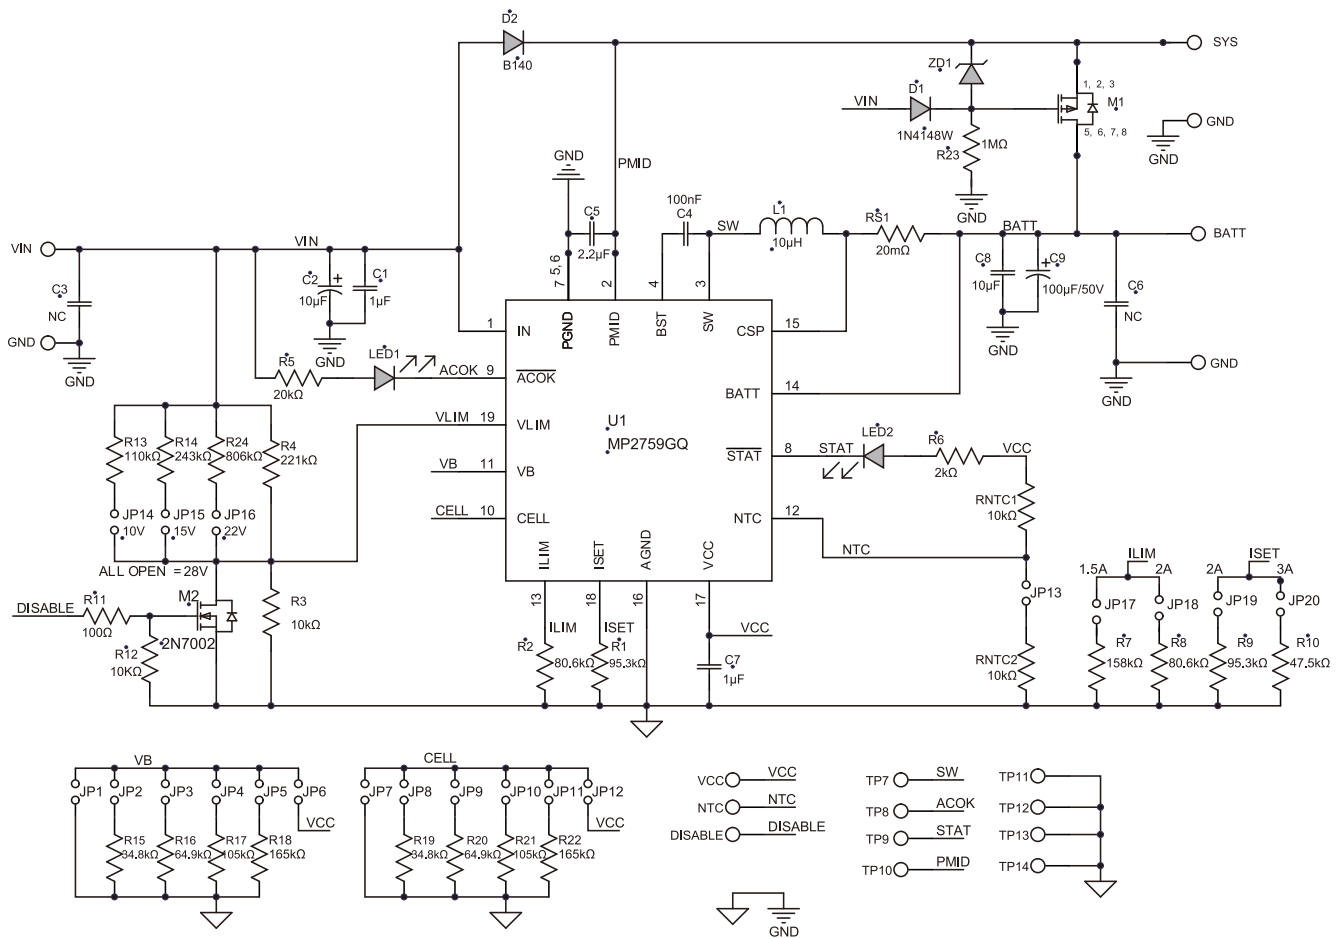 D2
B140
SYS
ZD1
D1
VIN
1N4148W
1, 2, 3
M1
5, 6, 7, 8
R23
1MΩ
GND
GND
GND
GND
PMID
C5
2.2µF
100nF
C4
SW
L1
10µH
RS1
20mΩ
BATT
BATT
VIN
VIN
C3
NC
GND
GND
C2
10µF
C1
1µF
GND
C8
10µF
C9
100µF/50V
C6
NC
GND
GND
GND
7 5, 6
2
4
3
PGND
PMID
BST
SW
1
IN
CSP
15
R5
20kΩ
LED1
ACOK
9
ACOK
BATT
14
VLIM
19
VLIM
U1
MP2759GQ
STAT
8
STAT
LED2
R6
2kΩ
VCC
VB
11
VB
CELL
10
CELL
NTC
12
NTC
RNTC1
10kΩ
R13
110kΩ
R14
243kΩ
R24
806kΩ
R4
221kΩ
JP14
10V
JP15
15V
JP16
22V
ALL OPEN = 28V
ILIM
ISET
AGND
VCC
13
18
16
17
ILIM
ISET
VCC
M2
2N7002
DISABLE
R11
100Ω
R12
10KΩ
R3
10kΩ
R2
80.6kΩ
R1
95.3kΩ
C7
1µF
JP13
RNTC2
10kΩ
ILIM
1.5A
2A
ISET
2A
3A
JP17
JP18
JP19
JP20
R7
158kΩ
R8
80.6kΩ
R9
95.3kΩ
R10
47.5kΩ
VB
JP1
JP2
JP3
JP4
JP5
JP6
VCC
R15
34.8kΩ
R16
64.9kΩ
R17
105kΩ
R18
165kΩ
CELL
JP7
JP8
JP9
JP10
JP11
JP12
VCC
R19
34.8kΩ
R20
64.9kΩ
R21
105kΩ
R22
165kΩ
VCC
VCC
NTC
NTC
DISABLE
DISABLE
GND
TP7
SW
TP8
ACOK
TP9
STAT
TP10
PMID
TP11
TP12
TP13
TP14